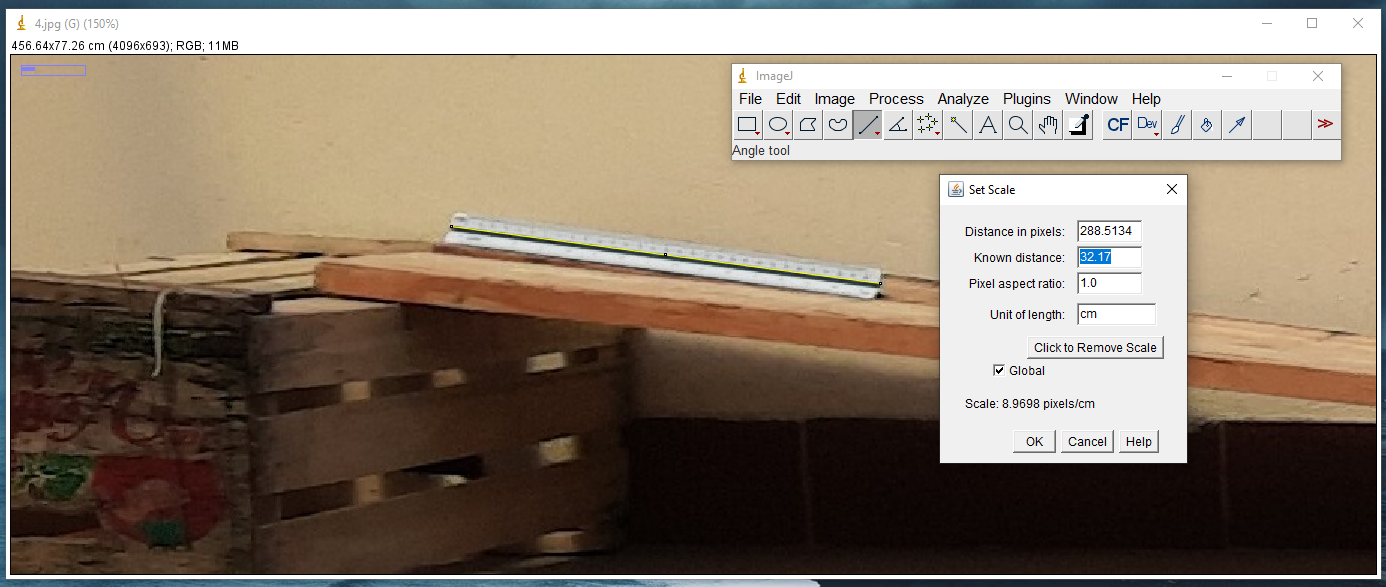 4.jpg (G) (150%)
456.64x77.26 cm (4096x693); RGB; 11MB
ImageJ
File Edit Image Process Analyze Plugins Window Help
CF Dev
Angle tool
Set Scale
Distance in pixels: 288.5134
Known distance: 32.17
Pixel aspect ratio: 1.0
Unit of length: cm
Click to Remove Scale
Global
Scale: 8.9698 pixels/cm
OK Cancel Help